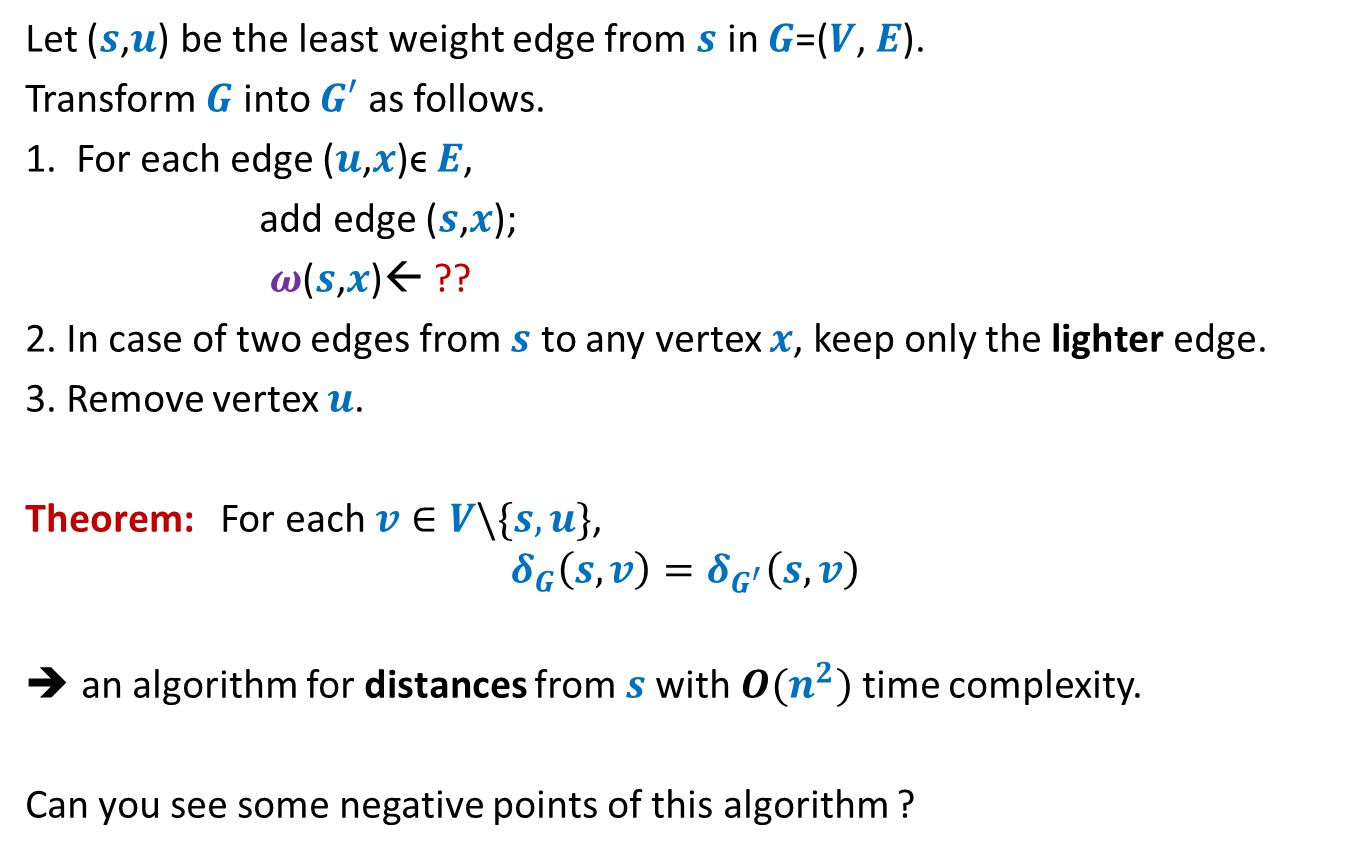 Let (s,u) be the least weight edge from s in G=(V, E).
Transform G into G′ as follows.
1. For each edge (u,x)ϵ E,
add edge (s,x);
ω(s,x)← ??
2. In case of two edges from s to any vertex x, keep only the lighter edge.
3. Remove vertex u.
Theorem: For each v ∈ V\{s, u},
δ_G(s, v) = δ_G′(s, v)
➔ an algorithm for distances from s with O(n²) time complexity.
Can you see some negative points of this algorithm ?